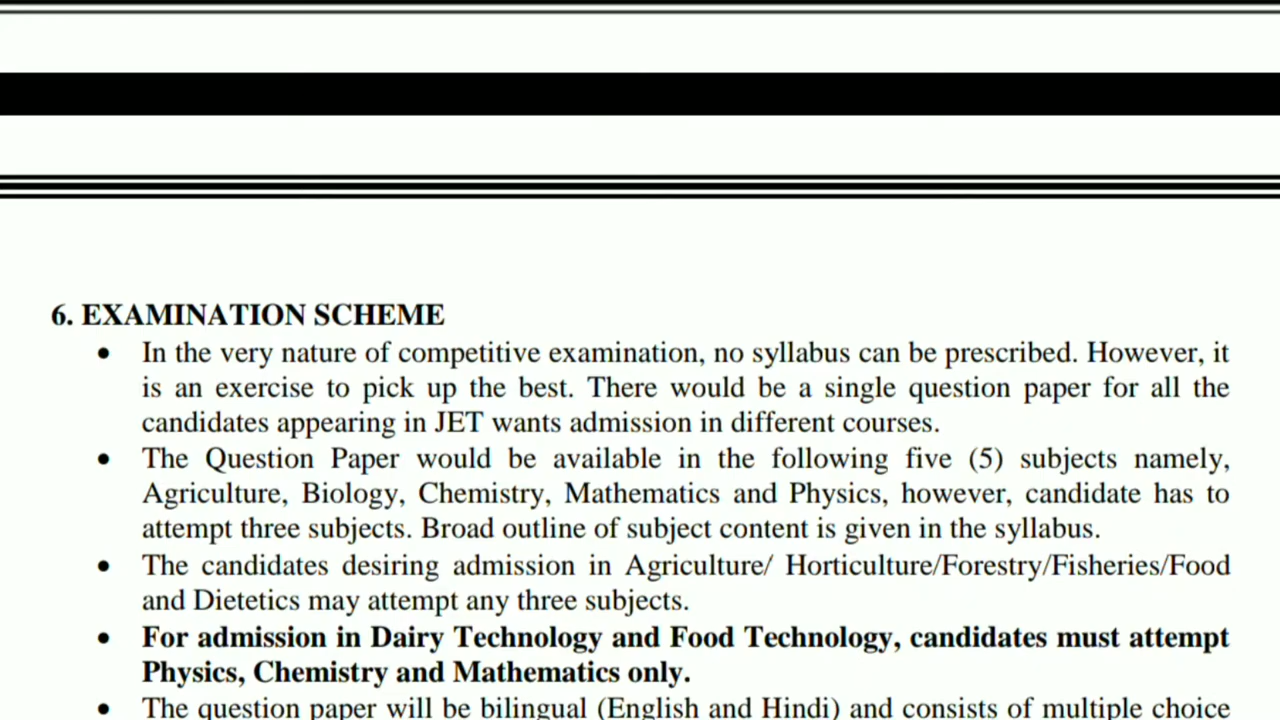 6. EXAMINATION SCHEME
• In the very nature of competitive examination, no syllabus can be prescribed. However, it
is an exercise to pick up the best. There would be a single question paper for all the
candidates appearing in JET wants admission in different courses.
• The Question Paper would be available in the following five (5) subjects namely,
Agriculture, Biology, Chemistry, Mathematics and Physics, however, candidate has to
attempt three subjects. Broad outline of subject content is given in the syllabus.
• The candidates desiring admission in Agriculture/ Horticulture/Forestry/Fisheries/Food
and Dietetics may attempt any three subjects.
• For admission in Dairy Technology and Food Technology, candidates must attempt
Physics, Chemistry and Mathematics only.
• The question paper will be bilingual (English and Hindi) and consists of multiple choice